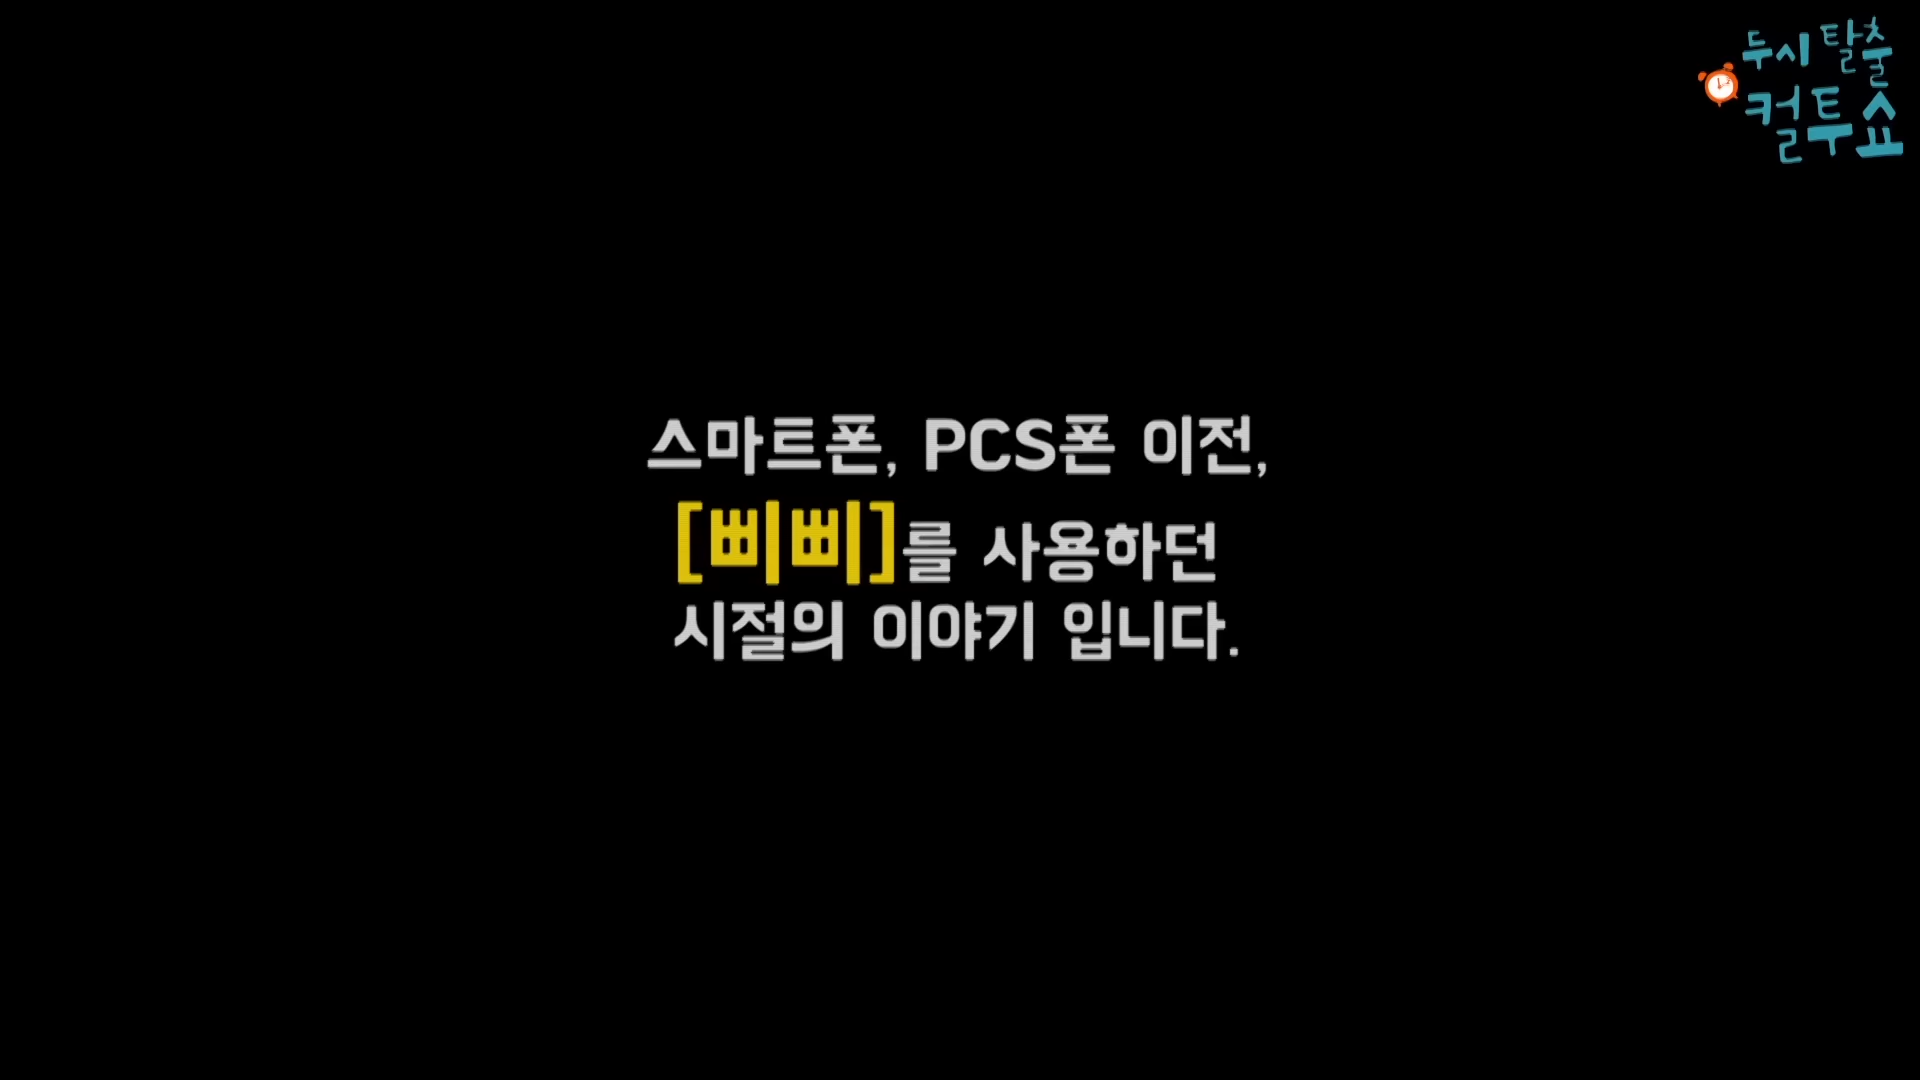 두시탈출
컬투쇼
스마트폰, PCS폰 이전,
[삐삐]를 사용하던
시절의 이야기 입니다.